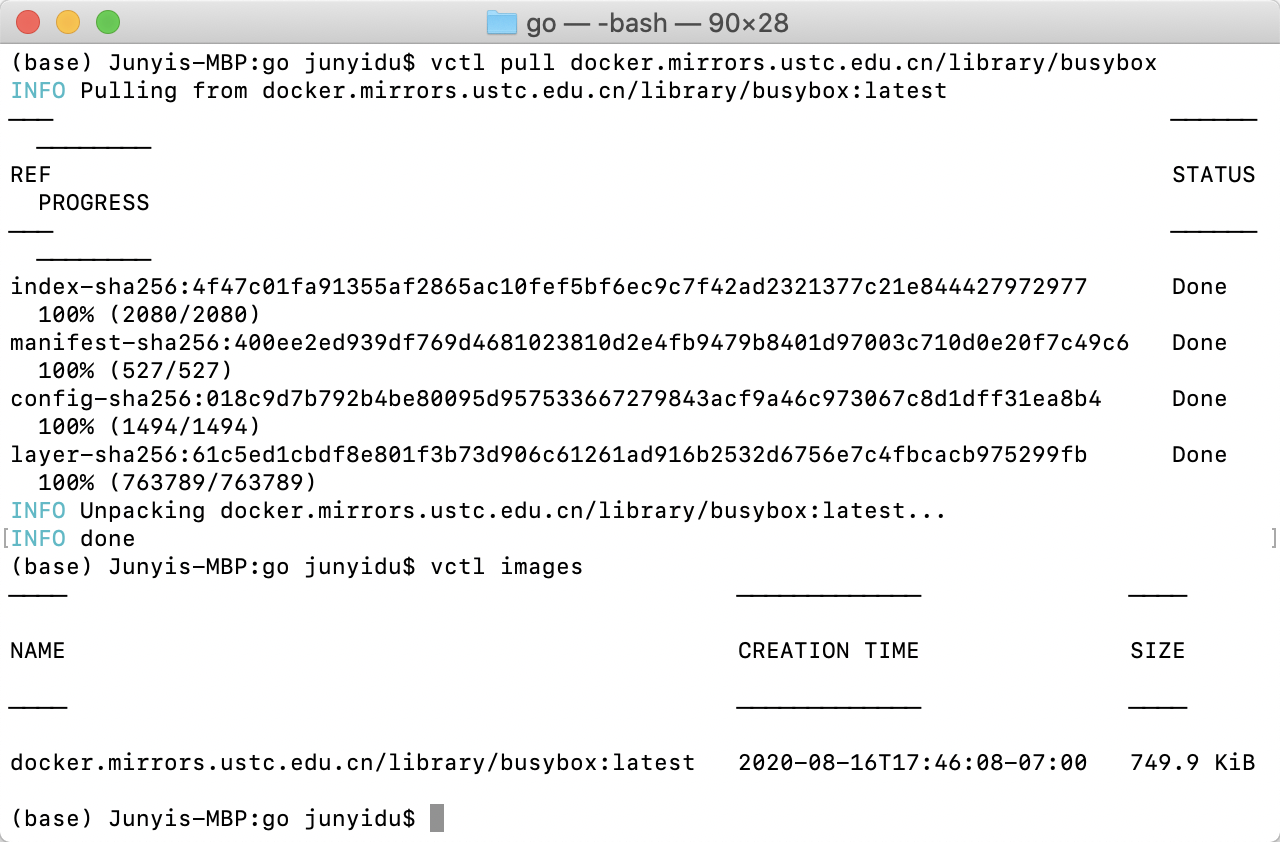 go — -bash — 90×28
(base) Junyis-MBP:go junyidu$ vctl pull docker.mirrors.ustc.edu.cn/library/busybox
INFO Pulling from docker.mirrors.ustc.edu.cn/library/busybox:latest
REF STATUS
PROGRESS
index-sha256:4f47c01fa91355af2865ac10fef5bf6ec9c7f42ad2321377c21e844427972977 Done
100% (2080/2080)
manifest-sha256:400ee2ed939df769d4681023810d2e4fb9479b8401d97003c710d0e20f7c49c6 Done
100% (527/527)
config-sha256:018c9d7b792b4be80095d957533667279843acf9a46c973067c8d1dff31ea8b4 Done
100% (1494/1494)
layer-sha256:61c5ed1cbdf8e801f3b73d906c61261ad916b2532d6756e7c4fbcacb975299fb Done
100% (763789/763789)
INFO Unpacking docker.mirrors.ustc.edu.cn/library/busybox:latest...
[INFO done ]
(base) Junyis-MBP:go junyidu$ vctl images
NAME CREATION TIME SIZE
docker.mirrors.ustc.edu.cn/library/busybox:latest 2020-08-16T17:46:08-07:00 749.9 KiB
(base) Junyis-MBP:go junyidu$